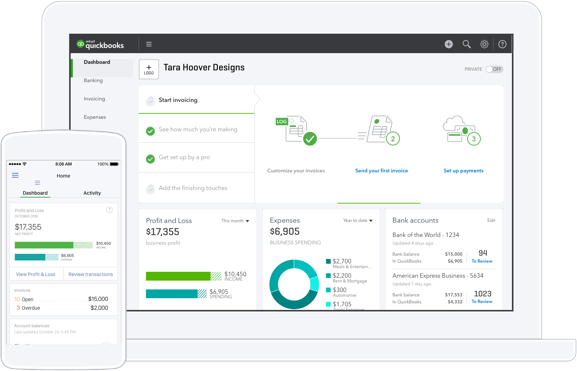 intuit
quickbooks
Dashboard
Banking
Invoicing
Expenses
+
LOGO
Tara Hoover Designs
PRIVATE OFF
Start invoicing
See how much you're making
Get set up by a pro
Add the finishing touches
LOG
2
3
Customize your invoices
Send your first invoice
Set up payments
Profit and Loss
This month
$17,355
business profit
$10,450
INCOME
$6,905
SPENDING
Expenses
Year to date
$6,905
BUSINESS SPENDING
$2,700
Meals & Entertain...
$2,200
Rent & Mortgage
$300
Automotive
$1,705
Bank accounts
Edit
Bank of the World - 1234
Updated 4 days ago
Bank balance $15,000
In QuickBooks $6,905
94
To Review
American Express Business - 5634
Updated 1 day ago
Bank balance $17,553
In QuickBooks $4,332
1023
To Review
9:08 AM
100%
Home
Dashboard
Activity
Profit and Loss
OCTOBER 2016
$17,355
NET PROFIT
$10,450
INCOME
$6,905
View Profit & Loss
Review transactions
Invoices
10 Open $15,000
3 Overdue $2,000
Account balances